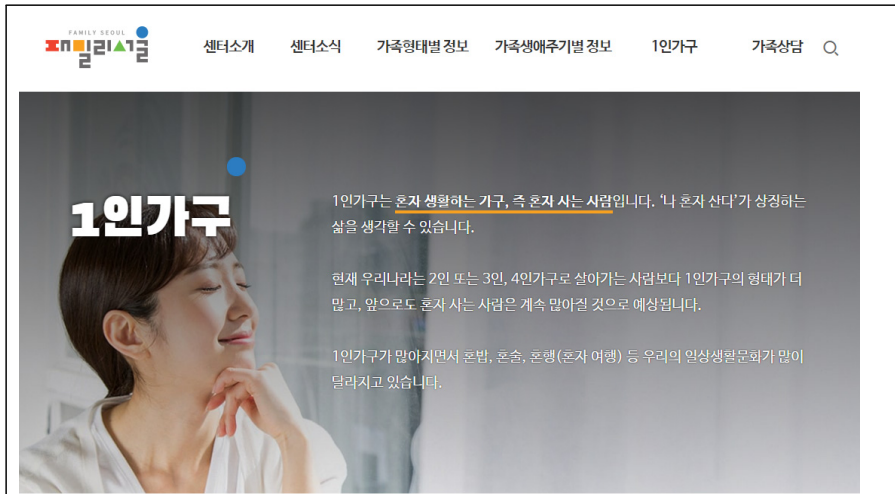 FAMILY SEOUL
패밀리서울
센터소개 센터소식 가족형태별 정보 가족생애주기별 정보 1인가구 가족상담
1인가구
1인가구는 혼자 생활하는 가구, 즉 혼자 사는 사람입니다. ‘나 혼자 산다’가 상징하는
삶을 생각할 수 있습니다.
현재 우리나라는 2인 또는 3인, 4인가구로 살아가는 사람보다 1인가구의 형태가 더
많고, 앞으로도 혼자 사는 사람은 계속 많아질 것으로 예상됩니다.
1인가구가 많아지면서 혼밥, 혼술, 혼행(혼자 여행) 등 우리의 일상생활문화가 많이
달라지고 있습니다.